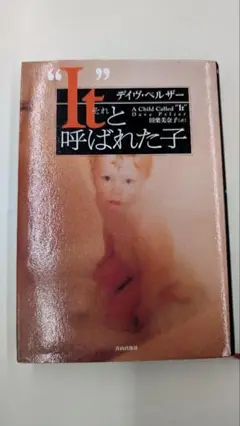 デイヴ・ペルザー
"It"と
それ
A Child Called "It"
Dave Pelzer
田栗美奈子〈訳〉
呼ばれた子
青山出版社